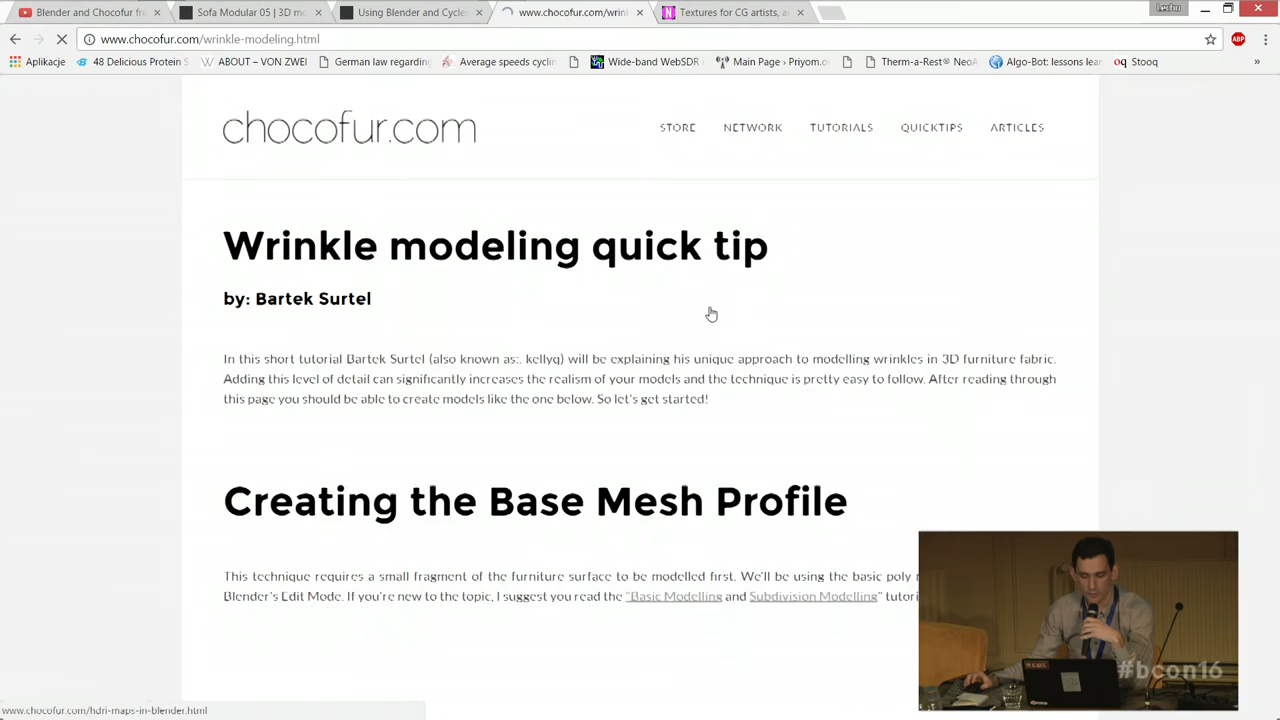 Blender and Chocofur fr
Sofa Modular 05 | 3D mo
Using Blender and Cycle
www.chocofur.com/wrink
Textures for CG artists, a
Lechu
www.chocofur.com/wrinkle-modeling.html
ABP
Aplikacje
48 Delicious Protein S
ABOUT – VON ZWEI
German law regarding
Average speeds cyclin
Wide-band WebSDR
Main Page ‹ Priyom.o
Therm-a-Rest® NeoA
Algo-Bot: lessons lear
Stooq
chocofur.com
STORE NETWORK TUTORIALS QUICKTIPS ARTICLES
Wrinkle modeling quick tip
by: Bartek Surtel
In this short tutorial Bartek Surtel (also known as:. kellyq) will be explaining his unique approach to modelling wrinkles in 3D furniture fabric.
Adding this level of detail can significantly increases the realism of your models and the technique is pretty easy to follow. After reading through
this page you should be able to create models like the one below. So let's get started!
Creating the Base Mesh Profile
This technique requires a small fragment of the furniture surface to be modelled first. We'll be using the basic poly
Blender's Edit Mode. If you're new to the topic, I suggest you read the "Basic Modelling and Subdivision Modelling" tutori
#bcon16
www.chocofur.com/hdri-maps-in-blender.html